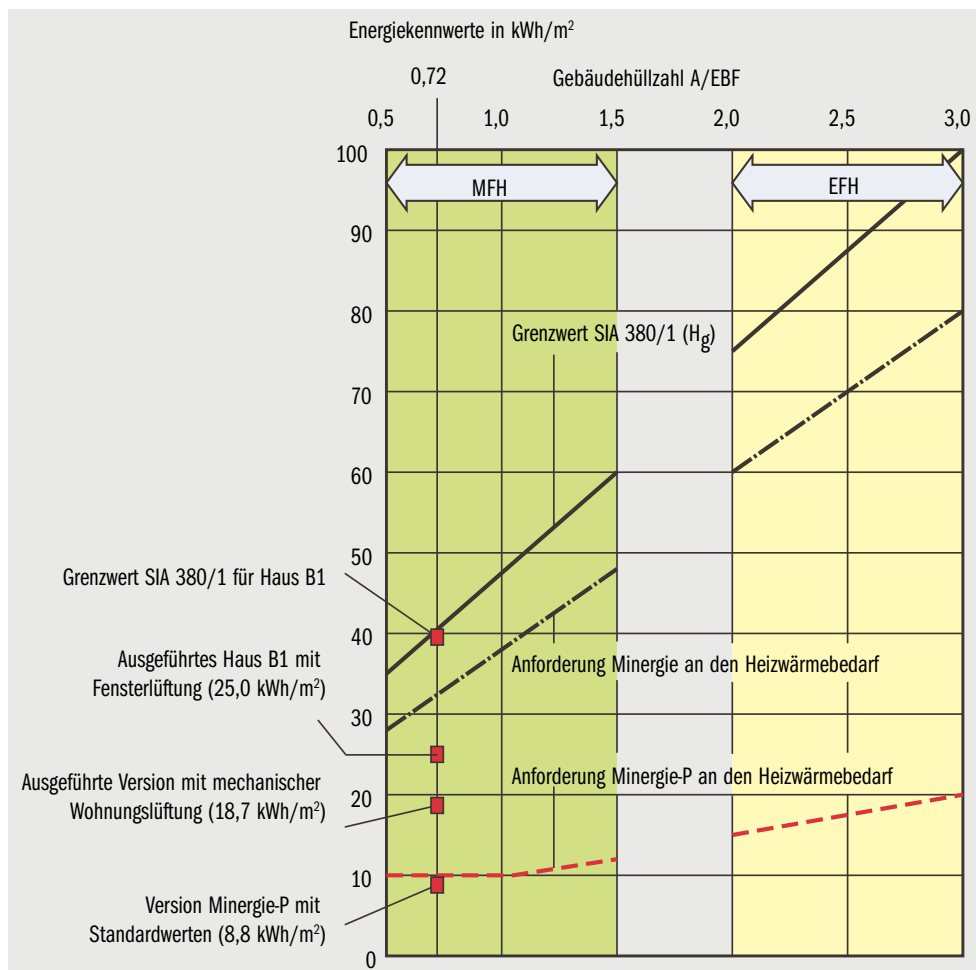 Energiekennwerte in kWh/m²
0,72
Gebäudehüllzahl A/EBF
0,5 1,0 1,5 2,0 2,5 3,0
100
MFH
EFH
90
80
Grenzwert SIA 380/1 (Hg)
70
60
50
Grenzwert SIA 380/1 für Haus B1
40
Ausgeführtes Haus B1 mit
Fensterlüftung (25,0 kWh/m²)
Anforderung Minergie an den Heizwärmebedarf
30
Ausgeführte Version mit mechanischer
Wohnungslüftung (18,7 kWh/m²)
Anforderung Minergie-P an den Heizwärmebedarf
20
10
Version Minergie-P mit
Standardwerten (8,8 kWh/m²)
0